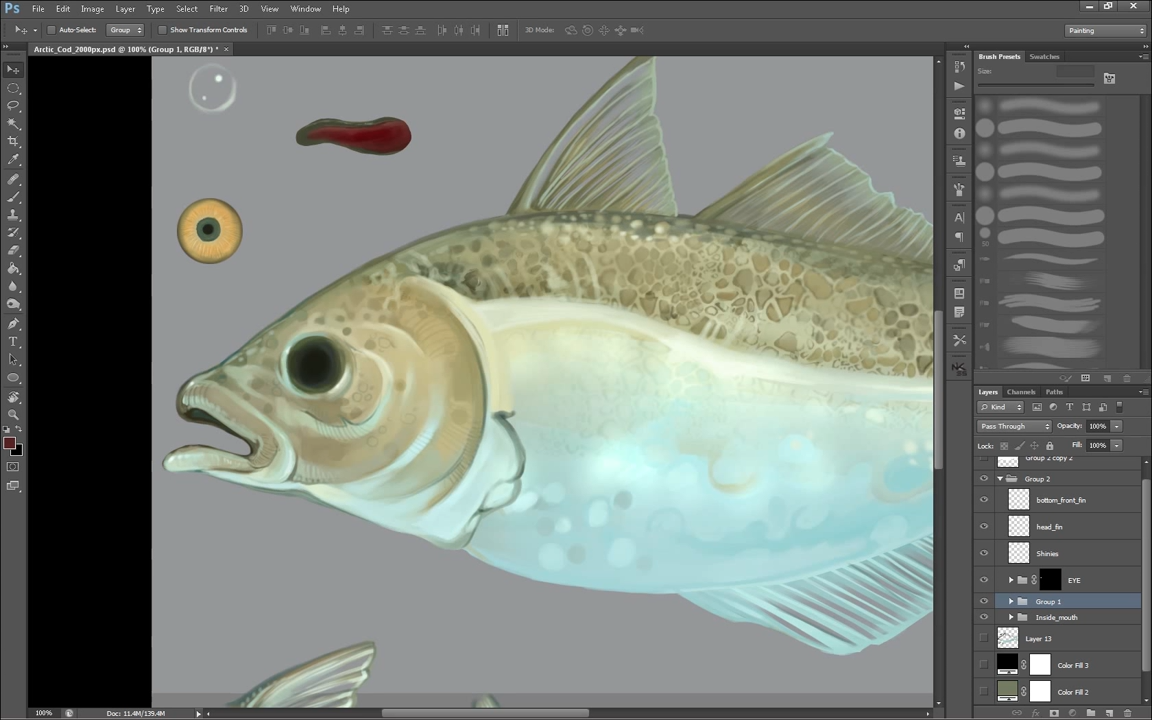 Ps File Edit Image Layer Type Select Filter 3D View Window Help
Auto-Select: Group Show Transform Controls 3D Mode: Painting
Arctic_Cod_2000px.psd @ 100% (Group 1, RGB/8*) * ×
Brush Presets Swatches
Size:
50
Layers Channels Paths
Kind
Pass Through Opacity: 100%
Lock: Fill: 100%
Group 2 copy 2
Group 2
bottom_front_fin
head_fin
Shinies
EYE
Group 1
Inside_mouth
Layer 13
Color Fill 3
Color Fill 2
100% Doc: 11.4M/139.4M